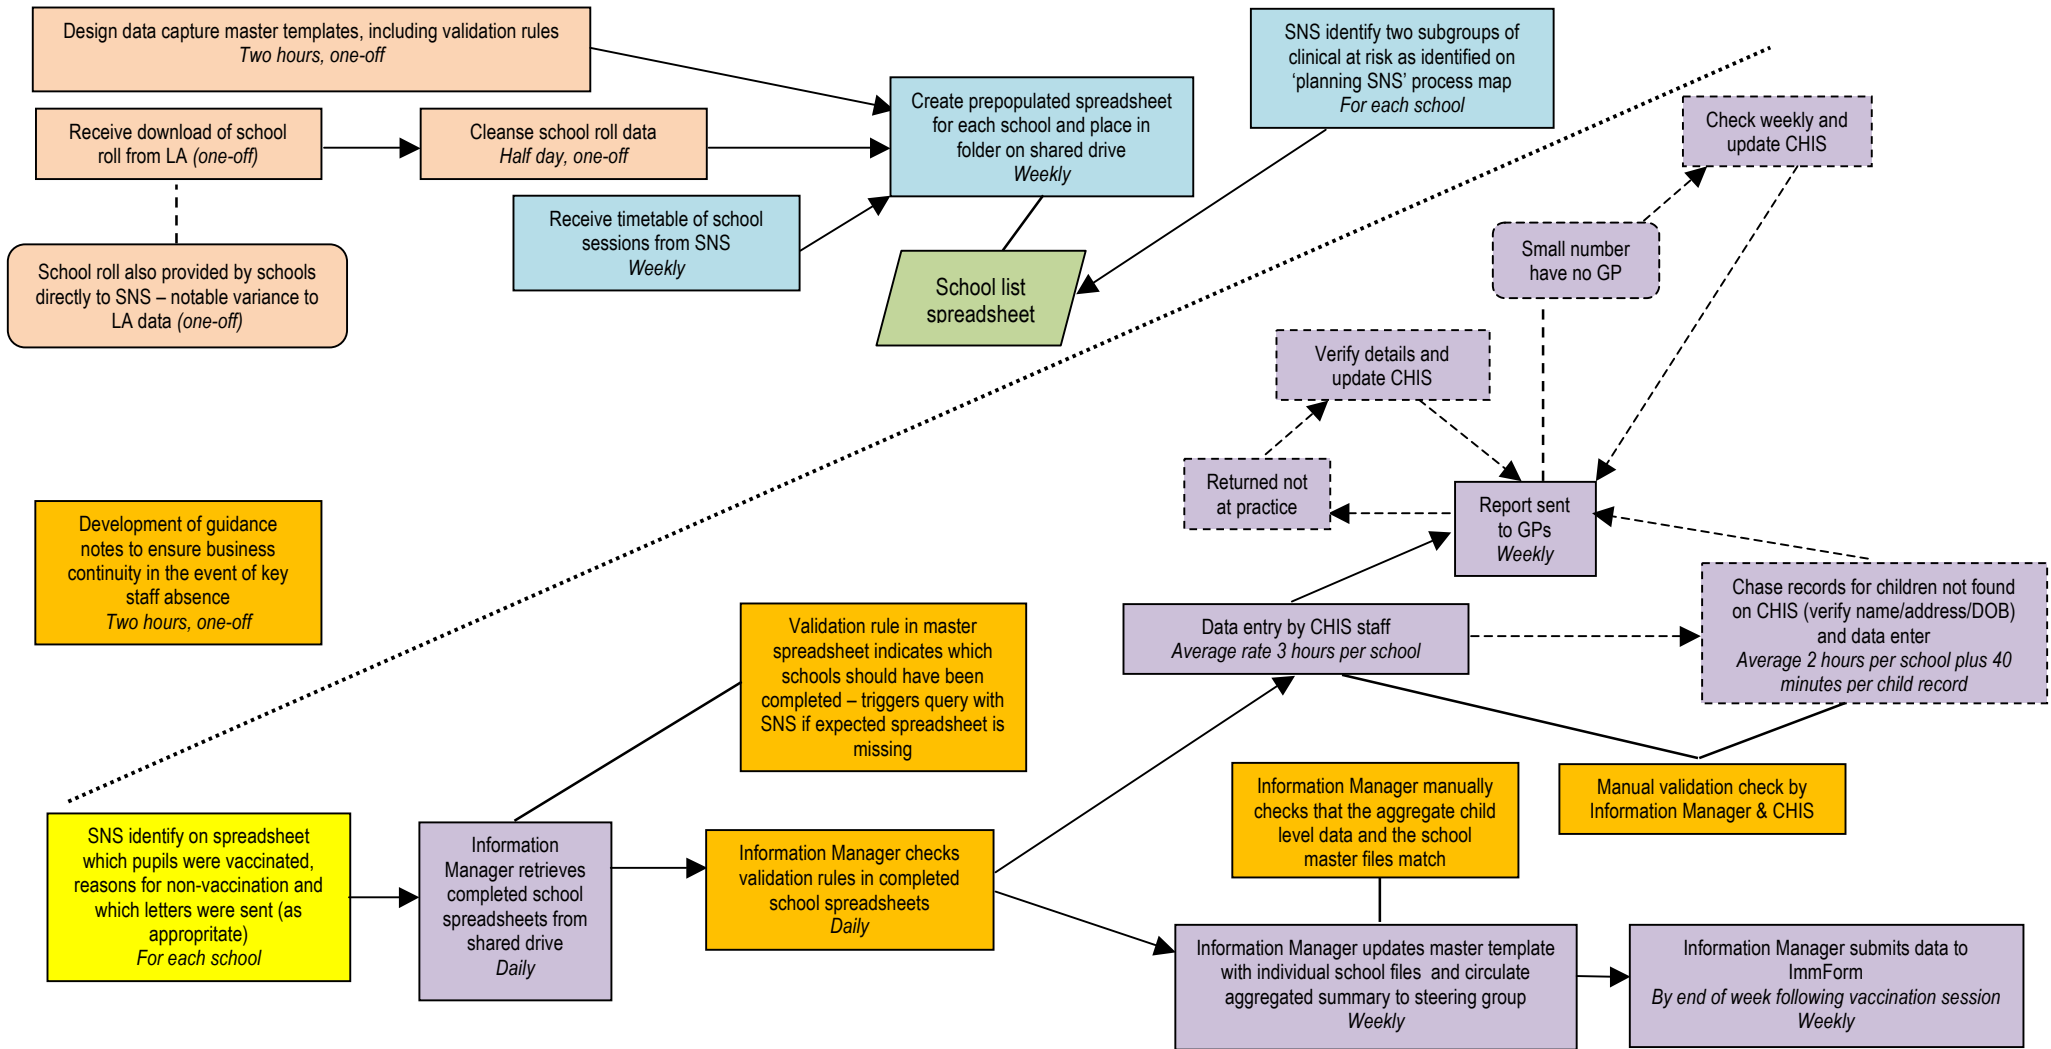 Design data capture master templates, including validation rules
Two hours, one-off
Receive download of school
roll from LA (one-off)
Cleanse school roll data
Half day, one-off
School roll also provided by schools
directly to SNS – notable variance to
LA data (one-off)
Receive timetable of school
sessions from SNS
Weekly
Create prepopulated spreadsheet
for each school and place in
folder on shared drive
Weekly
SNS identify two subgroups of
clinical at risk as identified on
‘planning SNS’ process map
For each school
School list
spreadsheet
Check weekly and
update CHIS
Small number
have no GP
Verify details and
update CHIS
Returned not
at practice
Report sent
to GPs
Weekly
Development of guidance
notes to ensure business
continuity in the event of key
staff absence
Two hours, one-off
Validation rule in master
spreadsheet indicates which
schools should have been
completed – triggers query with
SNS if expected spreadsheet is
missing
Data entry by CHIS staff
Average rate 3 hours per school
Chase records for children not found
on CHIS (verify name/address/DOB)
and data enter
Average 2 hours per school plus 40
minutes per child record
Information Manager manually
checks that the aggregate child
level data and the school
master files match
Manual validation check by
Information Manager & CHIS
SNS identify on spreadsheet
which pupils were vaccinated,
reasons for non-vaccination and
which letters were sent (as
appropritate)
For each school
Information
Manager retrieves
completed school
spreadsheets from
shared drive
Daily
Information Manager checks
validation rules in completed
school spreadsheets
Daily
Information Manager updates master template
with individual school files and circulate
aggregated summary to steering group
Weekly
Information Manager submits data to
ImmForm
By end of week following vaccination session
Weekly